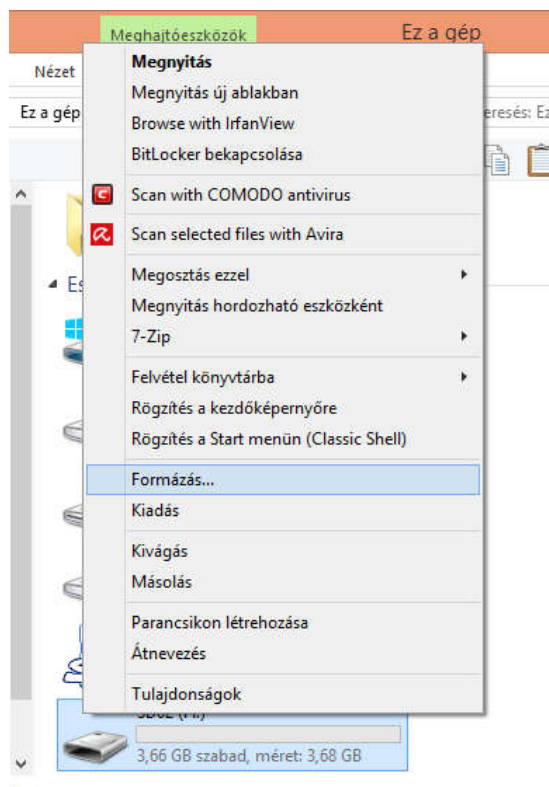 Meghajtóeszközök
Ez a gép
Nézet
Ez a gép
eresés: Ez
Megnyitás
Megnyitás új ablakban
Browse with IrfanView
BitLocker bekapcsolása
Scan with COMODO antivirus
Scan selected files with Avira
Megosztás ezzel
Megnyitás hordozható eszközként
7-Zip
Felvétel könyvtárba
Rögzítés a kezdőképernyőre
Rögzítés a Start menün (Classic Shell)
Formázás...
Kiadás
Kivágás
Másolás
Parancsikon létrehozása
Átnevezés
Tulajdonságok
3,66 GB szabad, méret: 3,68 GB